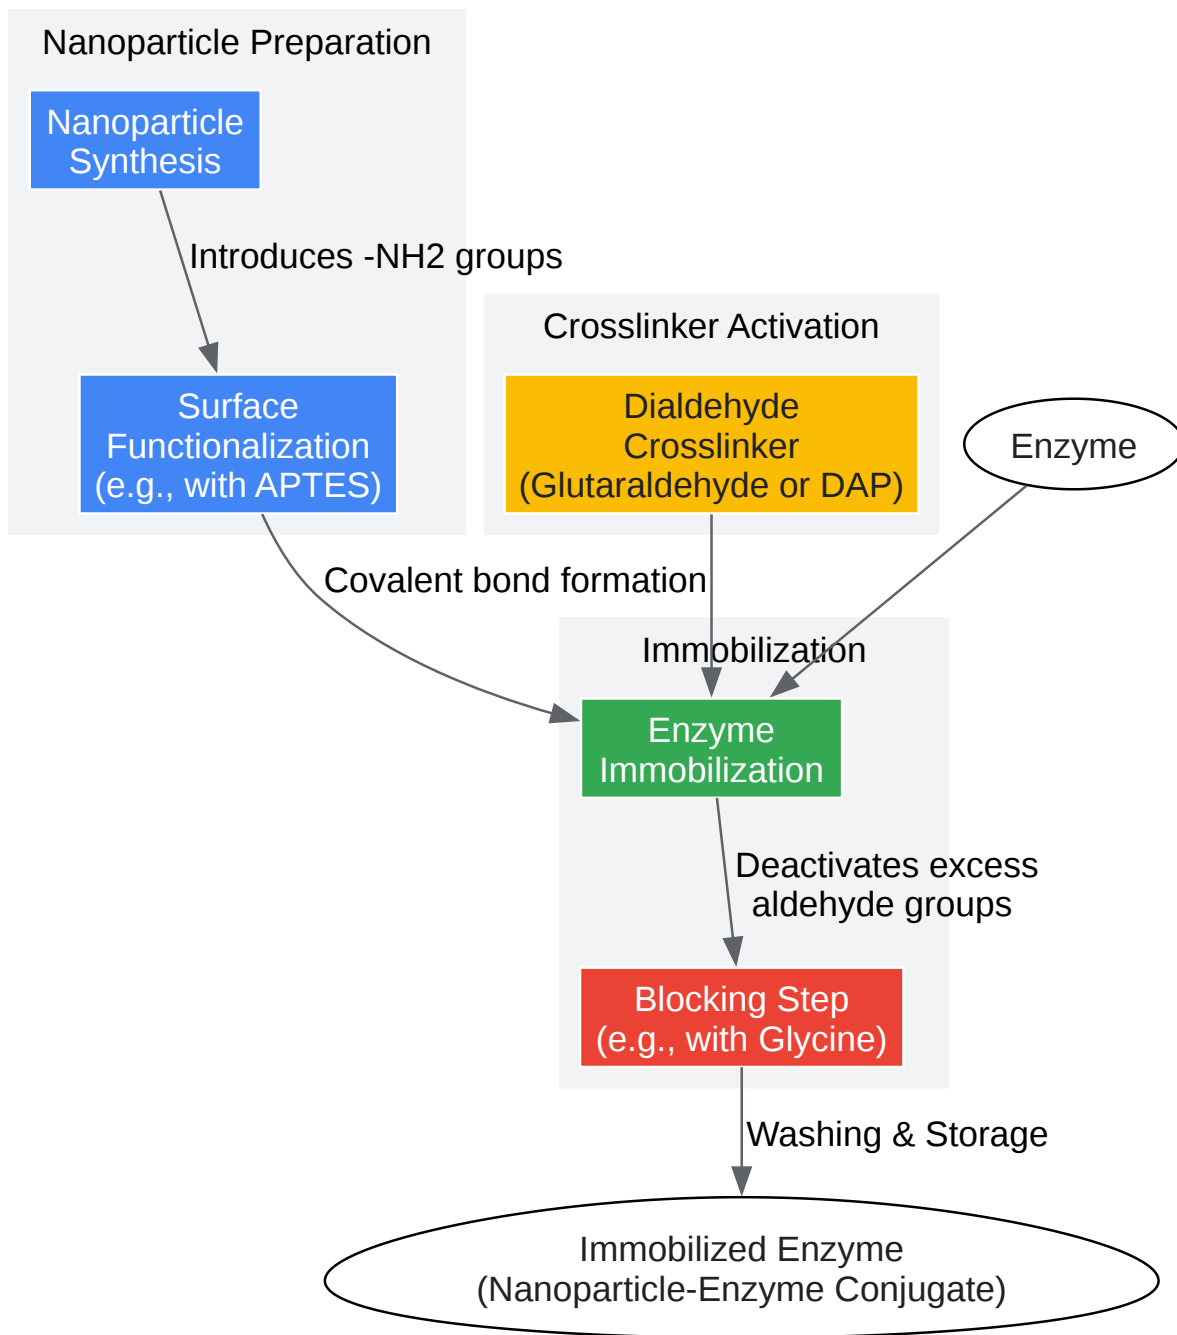 Nanoparticle Preparation
Nanoparticle
Synthesis
Introduces -NH2 groups
Surface
Functionalization
(e.g., with APTES)
Crosslinker Activation
Dialdehyde
Crosslinker
(Glutaraldehyde or DAP)
Enzyme
Covalent bond formation
Immobilization
Enzyme
Immobilization
Deactivates excess
aldehyde groups
Blocking Step
(e.g., with Glycine)
Washing & Storage
Immobilized Enzyme
(Nanoparticle-Enzyme Conjugate)